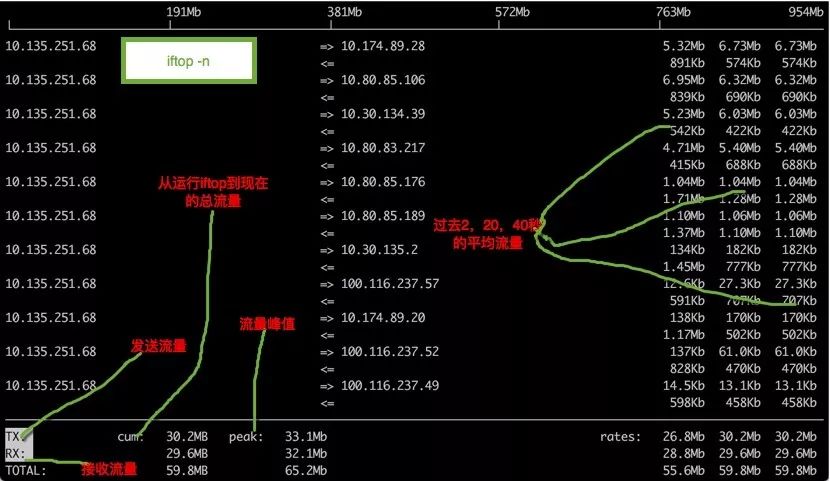 191Mb 381Mb 572Mb 763Mb 954Mb
10.135.251.68 => 10.174.89.28 5.32Mb 6.73Mb 6.73Mb
iftop -n
<= 891Kb 574Kb 574Kb
10.135.251.68 => 10.80.85.106 6.95Mb 6.32Mb 6.32Mb
<= 839Kb 690Kb 690Kb
10.135.251.68 => 10.30.134.39 5.23Mb 6.03Mb 6.03Mb
<= 542Kb 422Kb 422Kb
10.135.251.68 => 10.80.83.217 4.71Mb 5.40Mb 5.40Mb
<= 415Kb 688Kb 688Kb
10.135.251.68 => 10.80.85.176 1.04Mb 1.04Mb 1.04Mb
从运行iftop到现在
的总流量
<= 1.71Mb 1.28Mb 1.28Mb
10.135.251.68 => 10.80.85.189 1.10Mb 1.06Mb 1.06Mb
过去2，20，40秒
的平均流量
<= 1.37Mb 1.10Mb 1.10Mb
10.135.251.68 => 10.30.135.2 134Kb 182Kb 182Kb
<= 1.45Mb 777Kb 777Kb
10.135.251.68 => 100.116.237.57 12.6Kb 27.3Kb 27.3Kb
<= 591Kb 707Kb 707Kb
10.135.251.68 => 10.174.89.20 138Kb 170Kb 170Kb
流量峰值
<= 1.17Mb 502Kb 502Kb
发送流量
10.135.251.68 => 100.116.237.52 137Kb 61.0Kb 61.0Kb
<= 828Kb 470Kb 470Kb
10.135.251.68 => 100.116.237.49 14.5Kb 13.1Kb 13.1Kb
<= 598Kb 458Kb 458Kb
TX: cum: 30.2MB peak: 33.1Mb rates: 26.8Mb 30.2Mb 30.2Mb
RX: 29.6MB 32.1Mb 28.8Mb 29.6Mb 29.6Mb
TOTAL: 59.8MB 65.2Mb 55.6Mb 59.8Mb 59.8Mb
接收流量